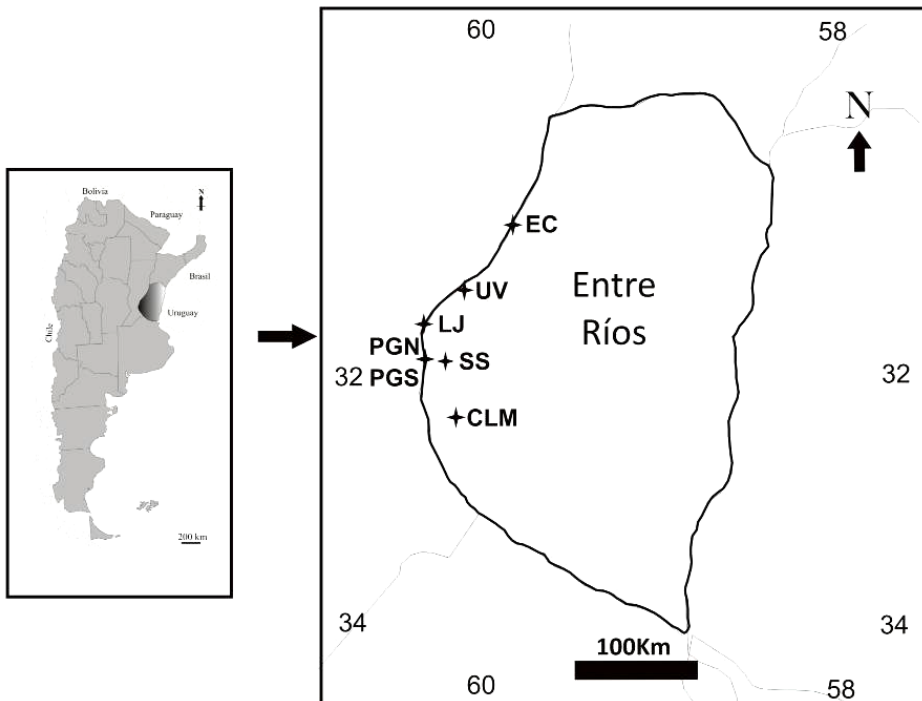 Bolivia
N
Paraguay
Brasil
Uruguay
Chile
200 km
60
58
N
EC
UV
Entre
Ríos
LJ
PGN
SS
PGS
32
32
CLM
34
34
100Km
60
58